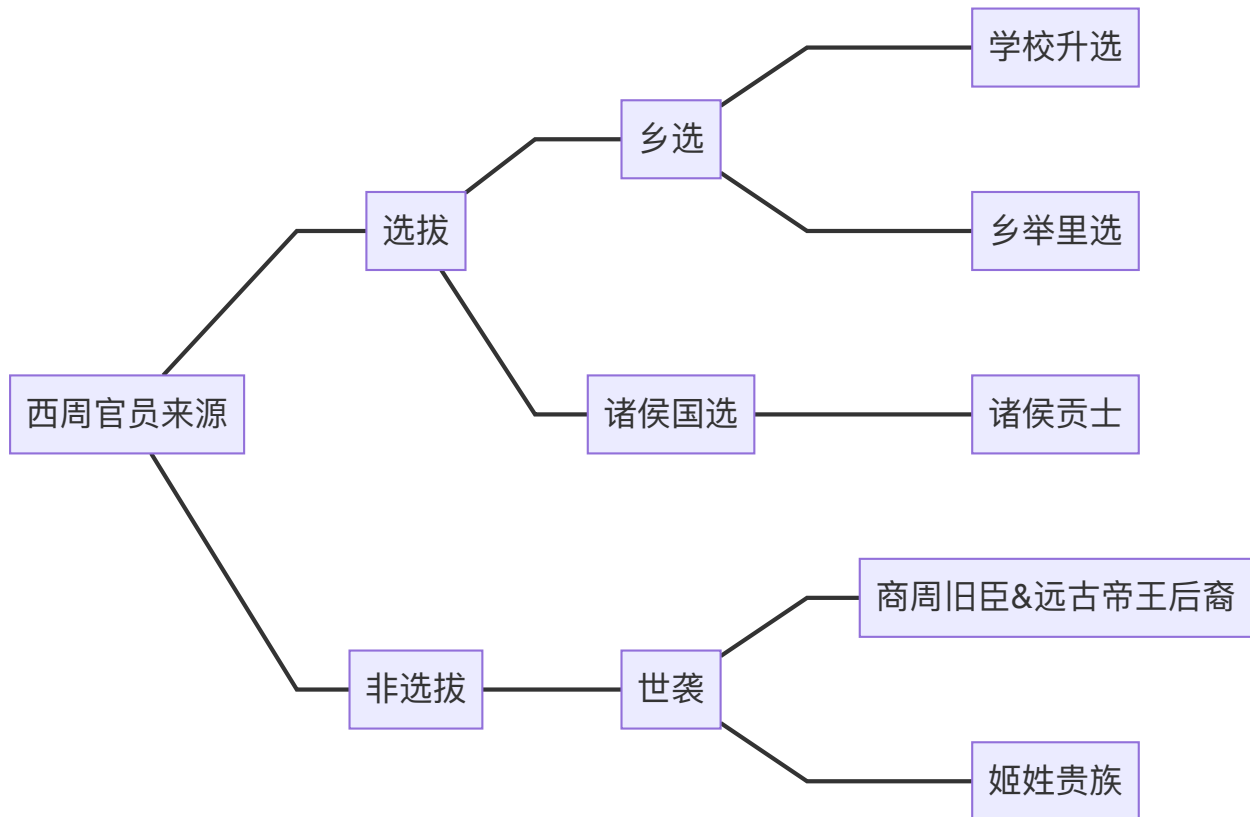 学校升选
乡选
选拔
乡举里选
西周官员来源
诸侯国选
诸侯贡士
商周旧臣&远古帝王后裔
非选拔
世袭
姬姓贵族